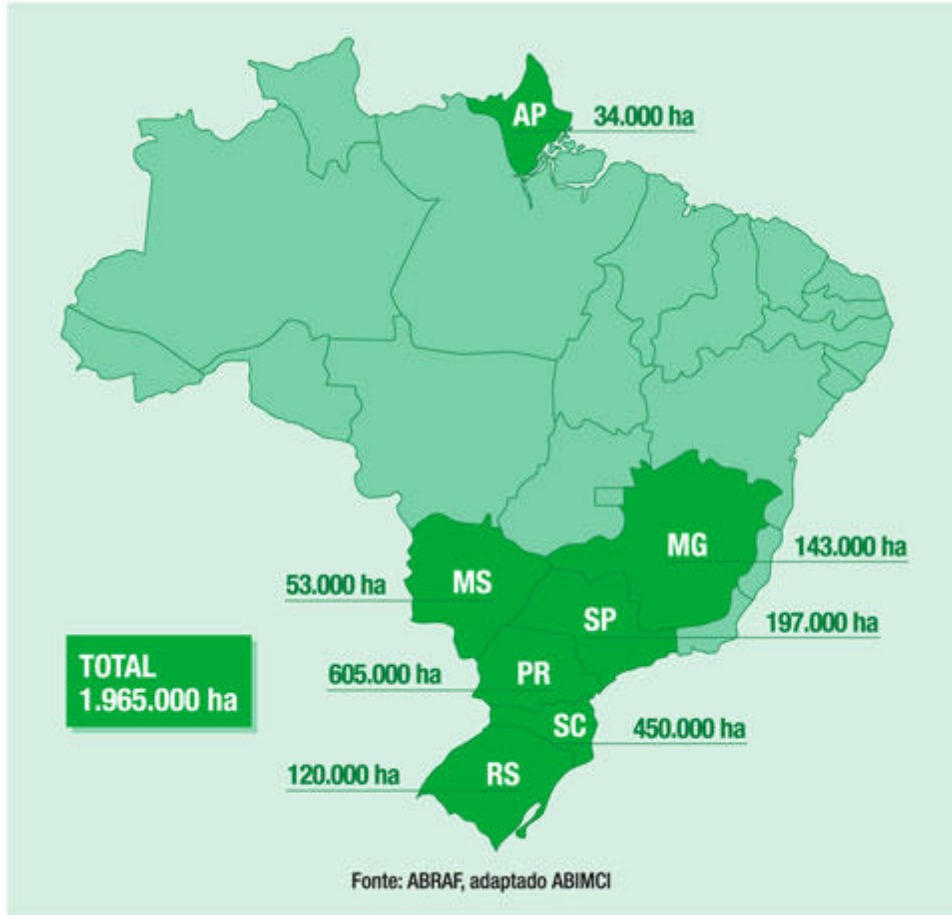 AP
34.000 ha
MG
143.000 ha
MS
53.000 ha
SP
197.000 ha
TOTAL
1.965.000 ha
PR
605.000 ha
SC
450.000 ha
RS
120.000 ha
Fonte: ABRAF, adaptado ABIMCI